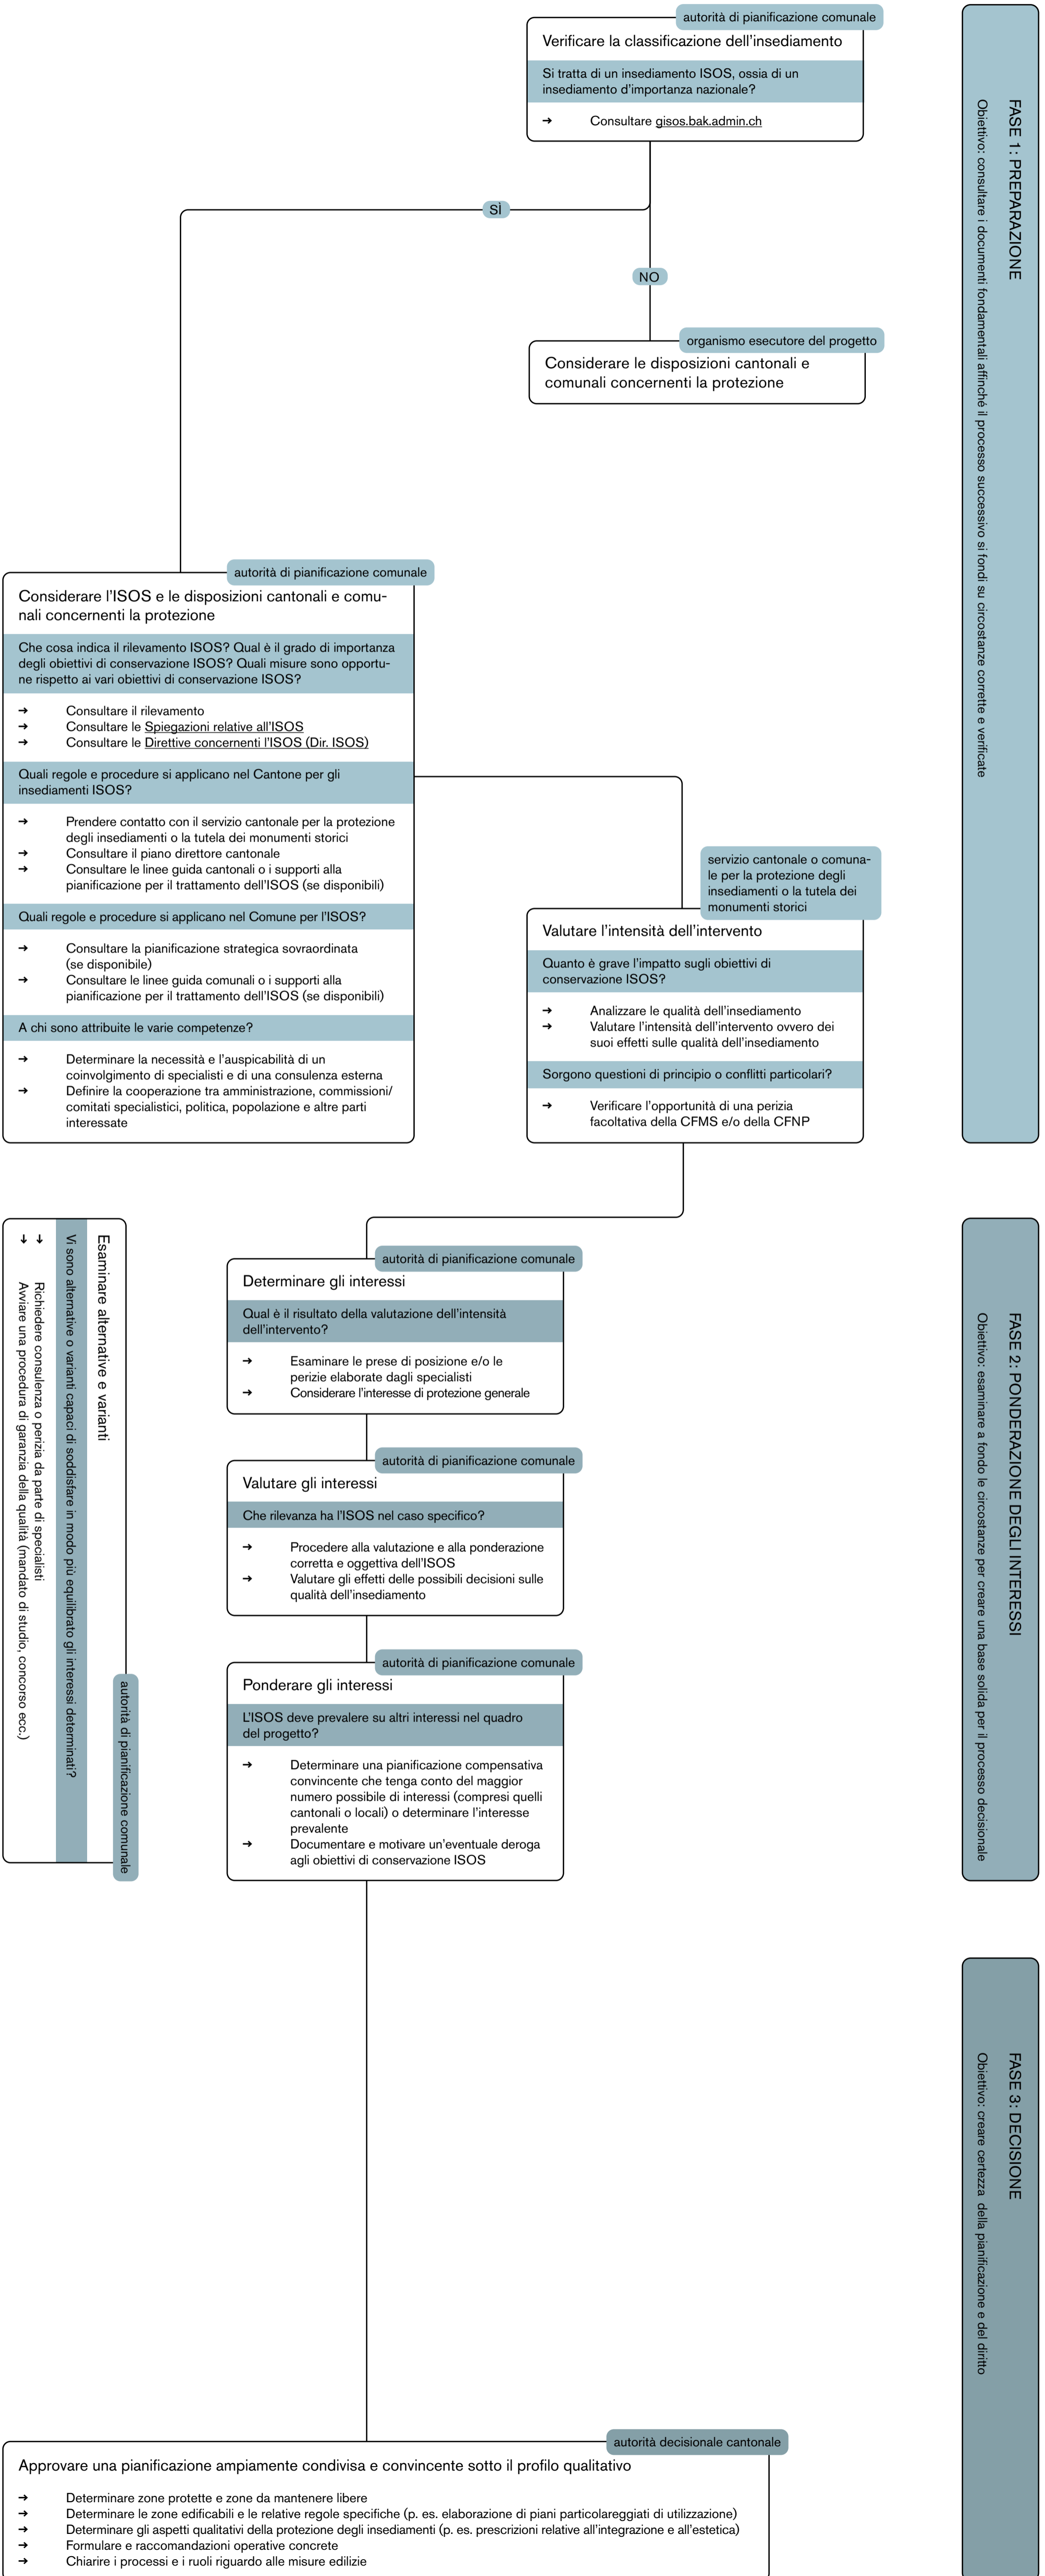 autorità di pianificazione comunale
Verificare la classificazione dell'insediamento
Si tratta di un insediamento ISOS, ossia di un
insediamento d'importanza nazionale?
➜ Consultare gisos.bak.admin.ch
SÌ
NO
organismo esecutore del progetto
Considerare le disposizioni cantonali e
comunali concernenti la protezione
autorità di pianificazione comunale
Considerare l'ISOS e le disposizioni cantonali e comu-
nali concernenti la protezione
Che cosa indica il rilevamento ISOS? Qual è il grado di importanza
degli obiettivi di conservazione ISOS? Quali misure sono opportu-
ne rispetto ai vari obiettivi di conservazione ISOS?
➜ Consultare il rilevamento
➜ Consultare le Spiegazioni relative all'ISOS
➜ Consultare le Direttive concernenti l'ISOS (Dir. ISOS)
Quali regole e procedure si applicano nel Cantone per gli
insediamenti ISOS?
➜ Prendere contatto con il servizio cantonale per la protezione
degli insediamenti o la tutela dei monumenti storici
➜ Consultare il piano direttore cantonale
➜ Consultare le linee guida cantonali o i supporti alla
pianificazione per il trattamento dell'ISOS (se disponibili)
Quali regole e procedure si applicano nel Comune per l'ISOS?
➜ Consultare la pianificazione strategica sovraordinata
(se disponibile)
➜ Consultare le linee guida comunali o i supporti alla
pianificazione per il trattamento dell'ISOS (se disponibili)
A chi sono attribuite le varie competenze?
➜ Determinare la necessità e l'auspicabilità di un
coinvolgimento di specialisti e di una consulenza esterna
➜ Definire la cooperazione tra amministrazione, commissioni/
comitati specialistici, politica, popolazione e altre parti
interessate
servizio cantonale o comuna-
le per la protezione degli
insediamenti o la tutela dei
monumenti storici
Valutare l'intensità dell'intervento
Quanto è grave l'impatto sugli obiettivi di
conservazione ISOS?
➜ Analizzare le qualità dell'insediamento
➜ Valutare l'intensità dell'intervento ovvero dei
suoi effetti sulle qualità dell'insediamento
Sorgono questioni di principio o conflitti particolari?
➜ Verificare l'opportunità di una perizia
facoltativa della CFMS e/o della CFNP
FASE 1: PREPARAZIONE
Obiettivo: consultare i documenti fondamentali affinché il processo successivo si fondi su circostanze corrette e verificate
autorità di pianificazione comunale
Esaminare alternative e varianti
Vi sono alternative o varianti capaci di soddisfare in modo più equilibrato gli interessi determinati?
➜ Richiedere consulenza o perizia da parte di specialisti
➜ Avviare una procedura di garanzia della qualità (mandato di studio, concorso ecc.)
autorità di pianificazione comunale
Determinare gli interessi
Qual è il risultato della valutazione dell'intensità
dell'intervento?
➜ Esaminare le prese di posizione e/o le
perizie elaborate dagli specialisti
➜ Considerare l'interesse di protezione generale
autorità di pianificazione comunale
Valutare gli interessi
Che rilevanza ha l'ISOS nel caso specifico?
➜ Procedere alla valutazione e alla ponderazione
corretta e oggettiva dell'ISOS
➜ Valutare gli effetti delle possibili decisioni sulle
qualità dell'insediamento
autorità di pianificazione comunale
Ponderare gli interessi
L'ISOS deve prevalere su altri interessi nel quadro
del progetto?
➜ Determinare una pianificazione compensativa
convincente che tenga conto del maggior
numero possibile di interessi (compresi quelli
cantonali o locali) o determinare l'interesse
prevalente
➜ Documentare e motivare un'eventuale deroga
agli obiettivi di conservazione ISOS
FASE 2: PONDERAZIONE DEGLI INTERESSI
Obiettivo: esaminare a fondo le circostanze per creare una base solida per il processo decisionale
FASE 3: DECISIONE
Obiettivo: creare certezza della pianificazione e del diritto
autorità decisionale cantonale
Approvare una pianificazione ampiamente condivisa e convincente sotto il profilo qualitativo
➜ Determinare zone protette e zone da mantenere libere
➜ Determinare le zone edificabili e le relative regole specifiche (p. es. elaborazione di piani particolareggiati di utilizzazione)
➜ Determinare gli aspetti qualitativi della protezione degli insediamenti (p. es. prescrizioni relative all'integrazione e all'estetica)
➜ Formulare e raccomandazioni operative concrete
➜ Chiarire i processi e i ruoli riguardo alle misure edilizie